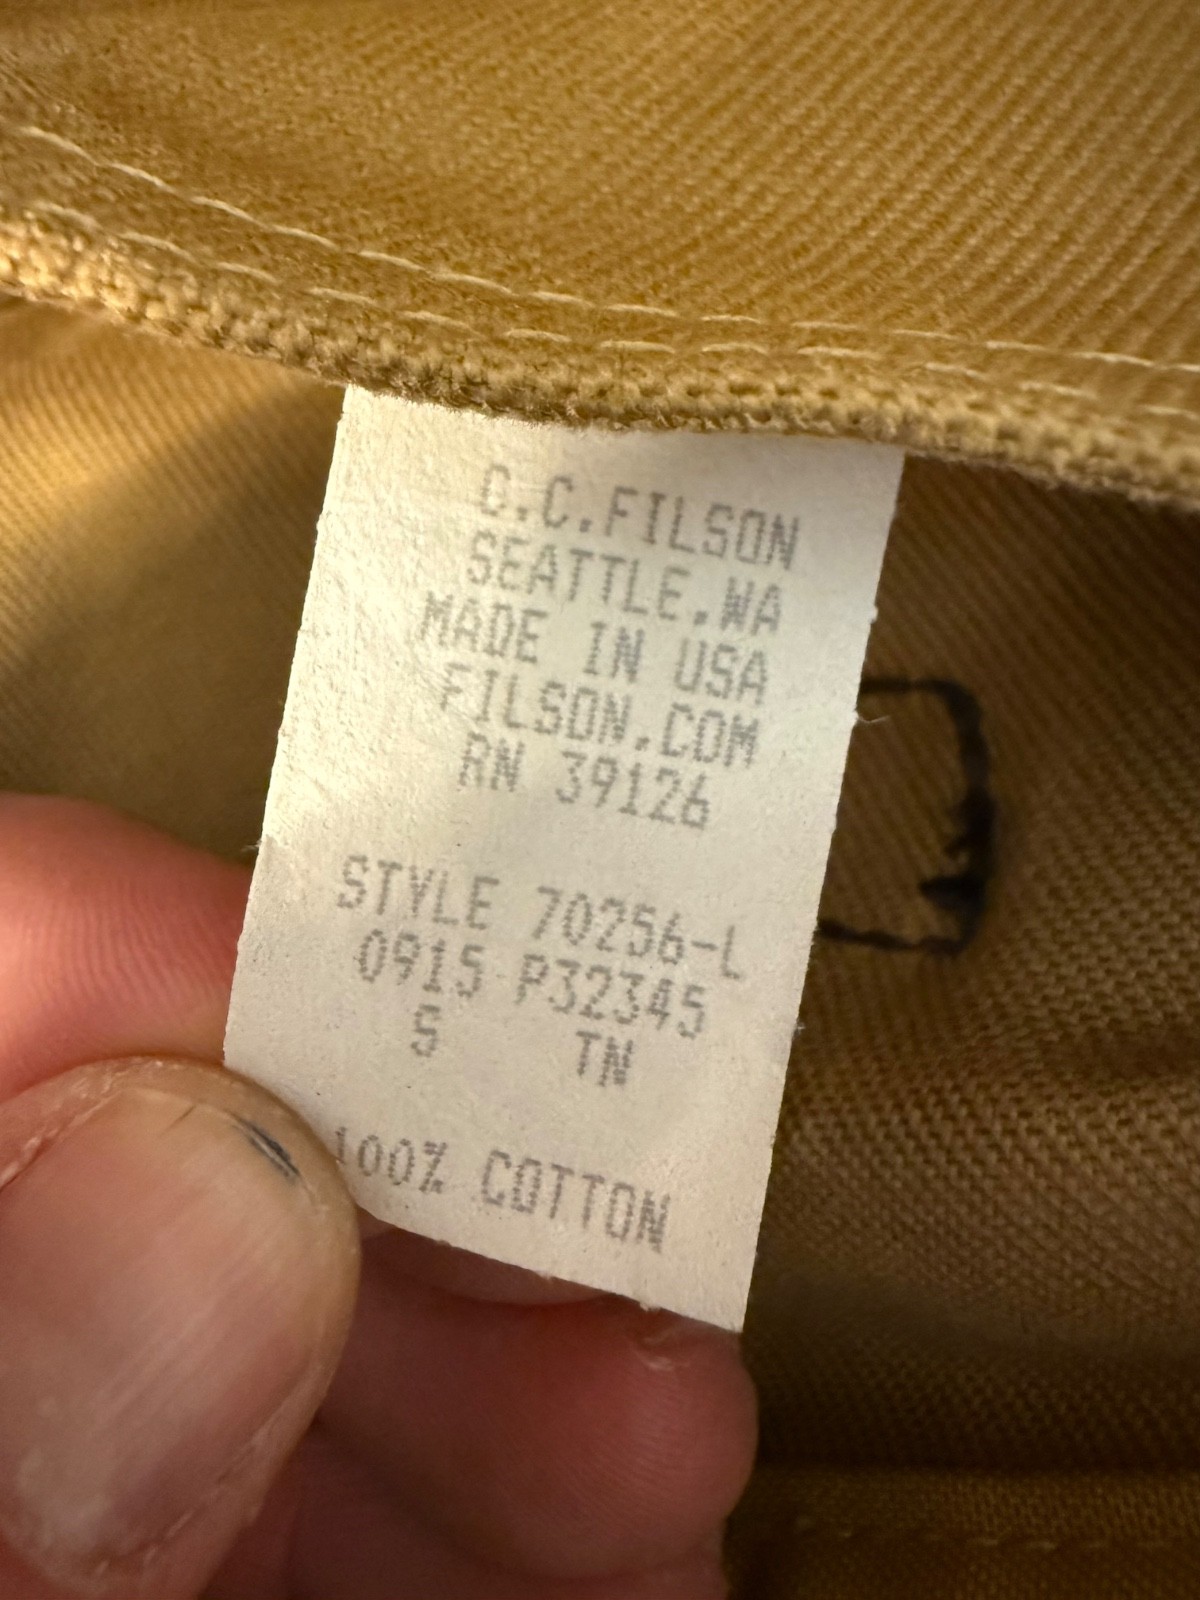 C.C.FILSON
SEATTLE.WA
MADE IN USA
FILSON.COM
RN 39126
STYLE 70256-L
0915 P32345
S TN
100% COTTON